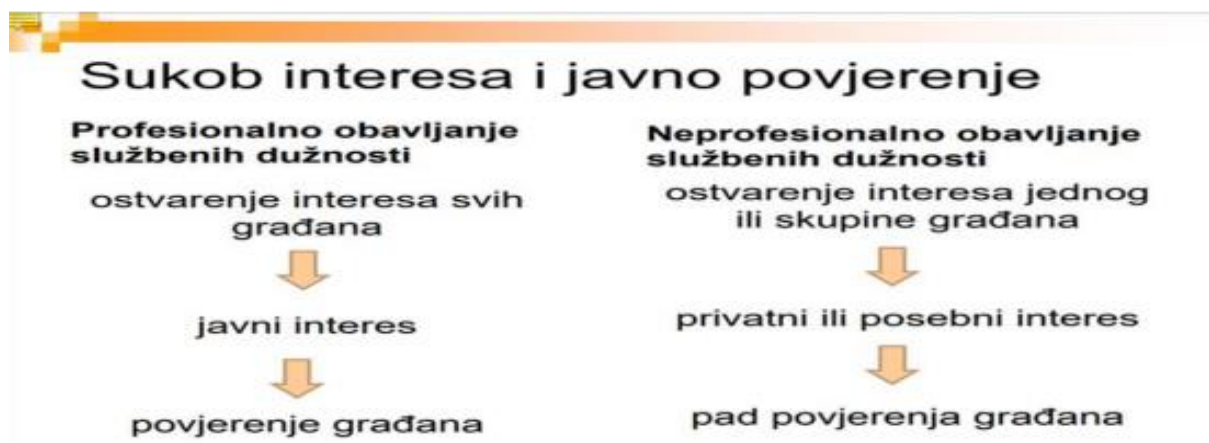 Sukob interesa i javno povjerenje
Profesionalno obavljanje
službenih dužnosti
ostvarenje interesa svih
građana
javni interes
povjerenje građana
Neprofesionalno obavljanje
službenih dužnosti
ostvarenje interesa jednog
ili skupine građana
privatni ili posebni interes
pad povjerenja građana